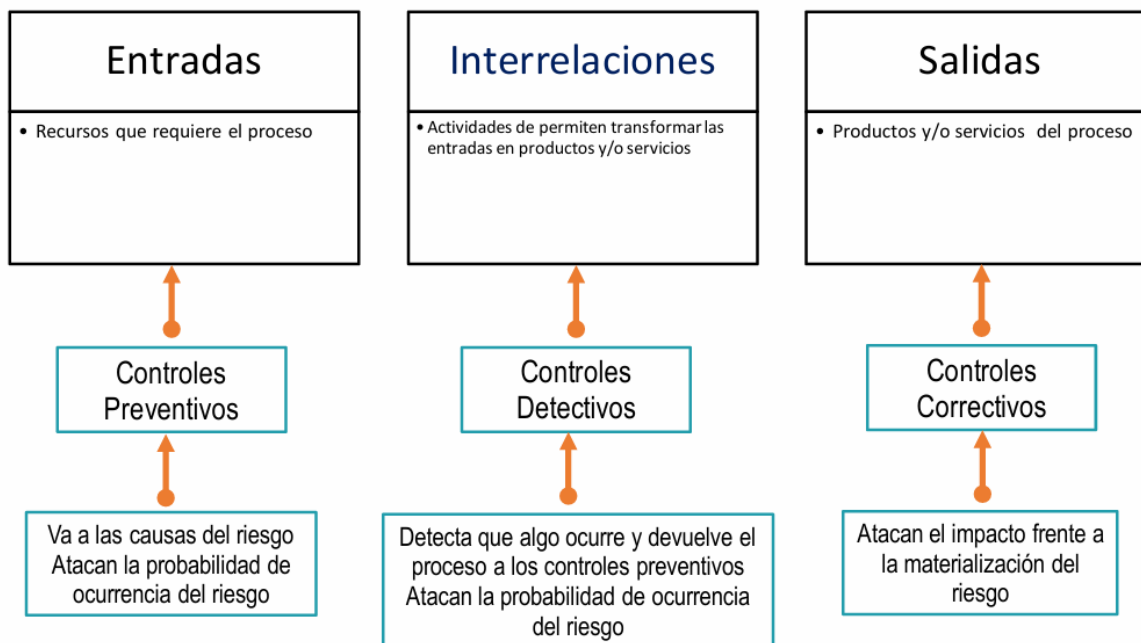 Entradas
• Recursos que requiere el proceso
Interrelaciones
• Actividades de permiten transformar las
entradas en productos y/o servicios
Salidas
• Productos y/o servicios del proceso
Controles
Preventivos
Controles
Detectivos
Controles
Correctivos
Va a las causas del riesgo
Atacan la probabilidad de
ocurrencia del riesgo
Detecta que algo ocurre y devuelve el
proceso a los controles preventivos
Atacan la probabilidad de ocurrencia
del riesgo
Atacan el impacto frente a
la materialización del
riesgo